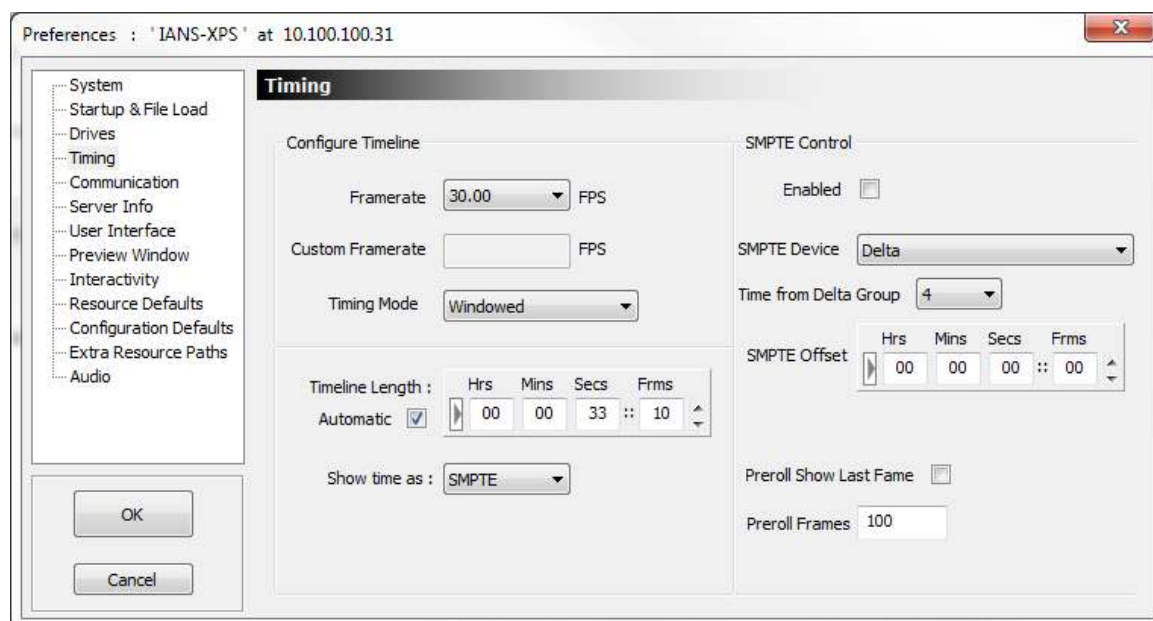 Preferences : 'IANS-XPS' at 10.100.100.31
X
System
Startup & File Load
Drives
Timing
Communication
Server Info
User Interface
Preview Window
Interactivity
Resource Defaults
Configuration Defaults
Extra Resource Paths
Audio
OK
Cancel
Timing
Configure Timeline
Framerate 30.00 FPS
Custom Framerate FPS
Timing Mode Windowed
Timeline Length :
Automatic
Hrs Mins Secs Frms
00 00 33 :: 10
Show time as : SMPTE
SMPTE Control
Enabled
SMPTE Device Delta
Time from Delta Group 4
SMPTE Offset
Hrs Mins Secs Frms
00 00 00 :: 00
Preroll Show Last Fame
Preroll Frames 100